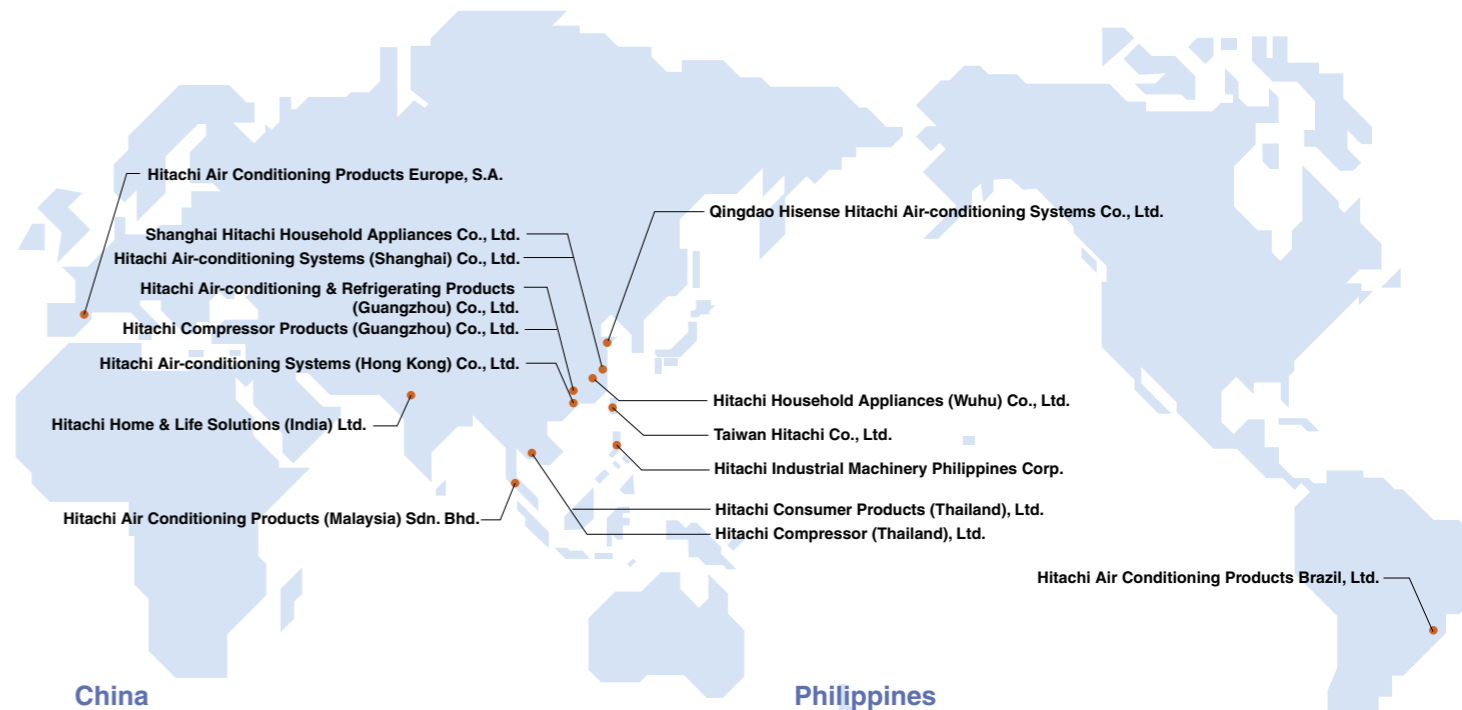 Hitachi Air Conditioning Products Europe, S.A.
Qingdao Hisense Hitachi Air-conditioning Systems Co., Ltd.
Shanghai Hitachi Household Appliances Co., Ltd.
Hitachi Air-conditioning Systems (Shanghai) Co., Ltd.
Hitachi Air-conditioning & Refrigerating Products
(Guangzhou) Co., Ltd.
Hitachi Compressor Products (Guangzhou) Co., Ltd.
Hitachi Air-conditioning Systems (Hong Kong) Co., Ltd.
Hitachi Household Appliances (Wuhu) Co., Ltd.
Hitachi Home & Life Solutions (India) Ltd.
Taiwan Hitachi Co., Ltd.
Hitachi Industrial Machinery Philippines Corp.
Hitachi Consumer Products (Thailand), Ltd.
Hitachi Air Conditioning Products (Malaysia) Sdn. Bhd.
Hitachi Compressor (Thailand), Ltd.
Hitachi Air Conditioning Products Brazil, Ltd.
China
Philippines